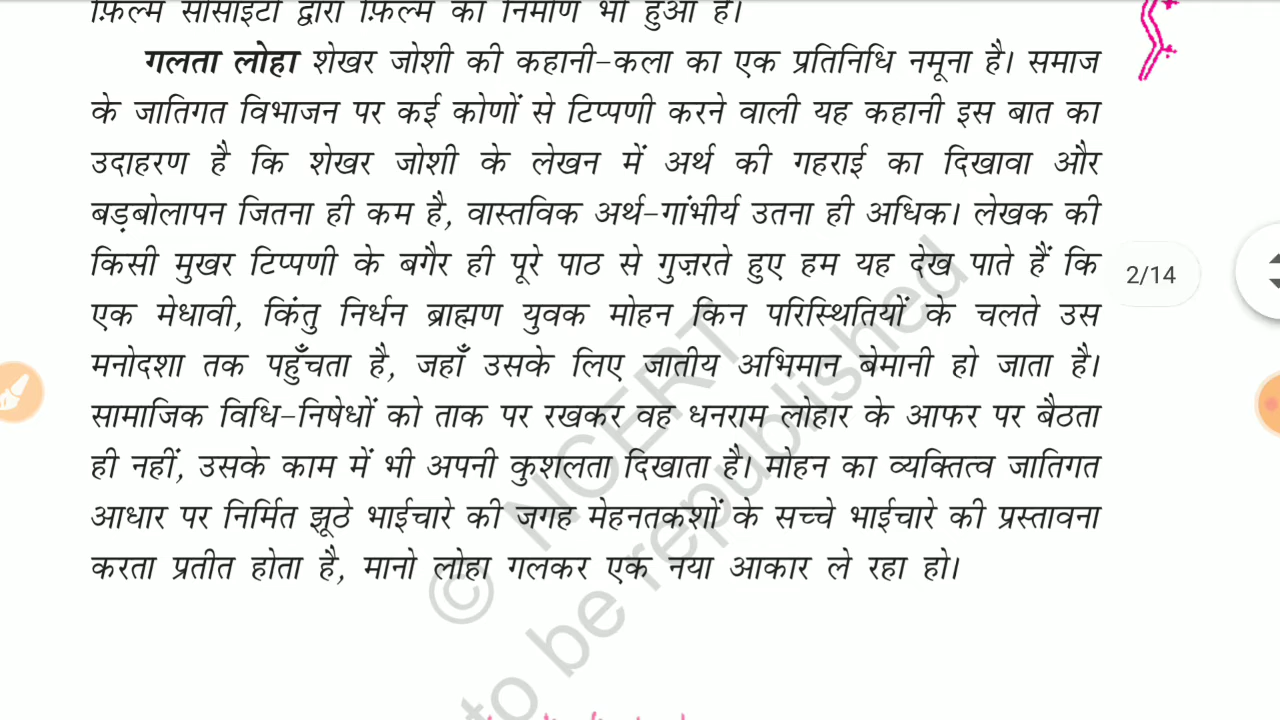 फ़िल्म सोसाइटी द्वारा फ़िल्म का निर्माण भी हुआ है।
गलता लोहा शेखर जोशी की कहानी-कला का एक प्रतिनिधि नमूना है। समाज
के जातिगत विभाजन पर कई कोणों से टिप्पणी करने वाली यह कहानी इस बात का
उदाहरण है कि शेखर जोशी के लेखन में अर्थ की गहराई का दिखावा और
बड़बोलापन जितना ही कम है, वास्तविक अर्थ-गांभीर्य उतना ही अधिक। लेखक की
किसी मुखर टिप्पणी के बगैर ही पूरे पाठ से गुज़रते हुए हम यह देख पाते हैं कि
एक मेधावी, किंतु निर्धन ब्राह्मण युवक मोहन किन परिस्थितियों के चलते उस
मनोदशा तक पहुँचता है, जहाँ उसके लिए जातीय अभिमान बेमानी हो जाता है।
सामाजिक विधि-निषेधों को ताक पर रखकर वह धनराम लोहार के आफर पर बैठता
ही नहीं, उसके काम में भी अपनी कुशलता दिखाता है। मोहन का व्यक्तित्व जातिगत
आधार पर निर्मित झूठे भाईचारे की जगह मेहनतकशों के सच्चे भाईचारे की प्रस्तावना
करता प्रतीत होता है, मानो लोहा गलकर एक नया आकार ले रहा हो।
2/14
© NCERT
to be republished